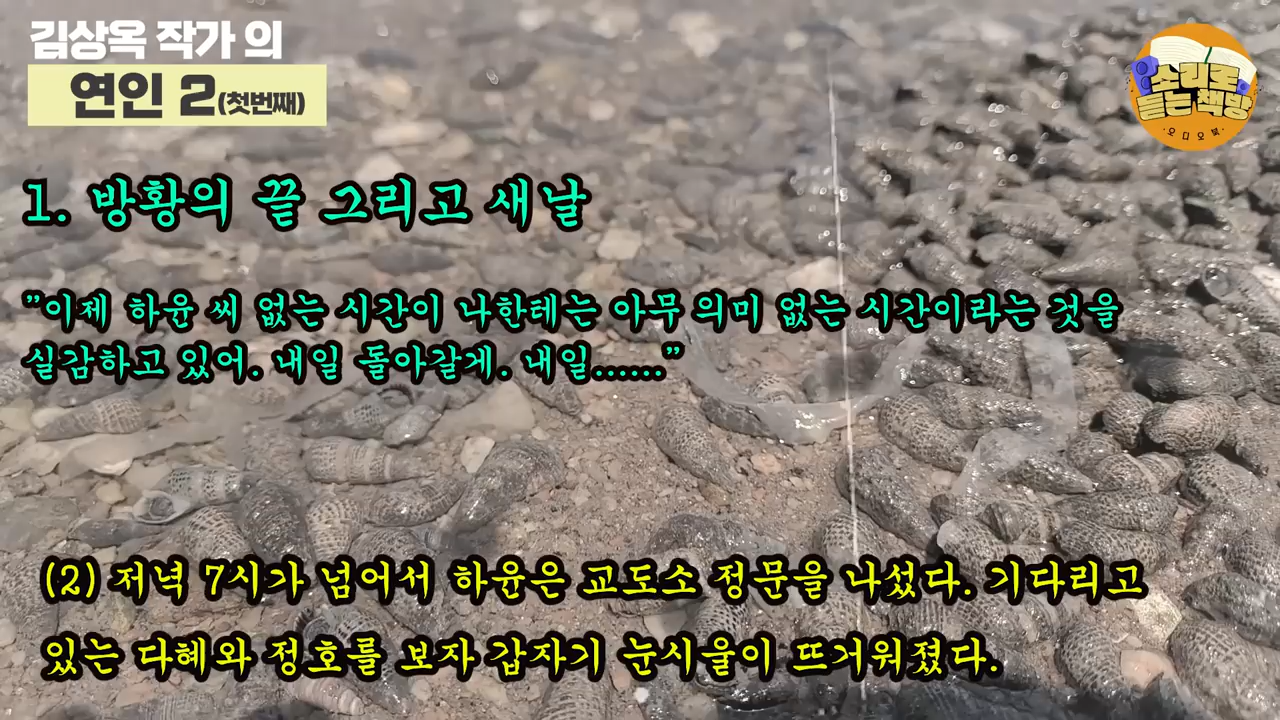 김상옥 작가 의
연인 2(첫번째)
소리로
듣는 책방
·오디오북·
1. 방황의 끝 그리고 새날
"이제 하윤 씨 없는 시간이 나한테는 아무 의미 없는 시간이라는 것을
실감하고 있어. 내일 돌아갈게. 내일......"
(2) 저녁 7시가 넘어서 하윤은 교도소 정문을 나섰다. 기다리고
있는 다혜와 정호를 보자 갑자기 눈시울이 뜨거워졌다.